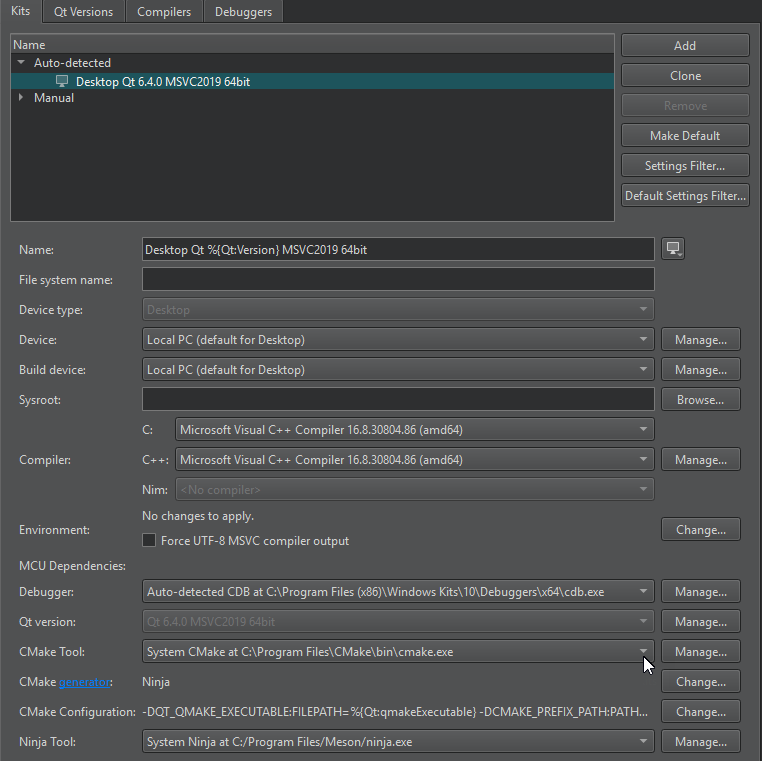 Kits Qt Versions Compilers Debuggers
Name
Auto-detected
Desktop Qt 6.4.0 MSVC2019 64bit
Manual
Add
Clone
Remove
Make Default
Settings Filter...
Default Settings Filter...
Name: Desktop Qt %{Qt:Version} MSVC2019 64bit
File system name:
Device type: Desktop
Device: Local PC (default for Desktop) Manage...
Build device: Local PC (default for Desktop) Manage...
Sysroot: Browse...
C: Microsoft Visual C++ Compiler 16.8.30804.86 (amd64)
Compiler: C++: Microsoft Visual C++ Compiler 16.8.30804.86 (amd64) Manage...
Nim: <No compiler>
No changes to apply.
Environment: Change...
Force UTF-8 MSVC compiler output
MCU Dependencies:
Debugger: Auto-detected CDB at C:\Program Files (x86)\Windows Kits\10\Debuggers\x64\cdb.exe Manage...
Qt version: Qt 6.4.0 MSVC2019 64bit Manage...
CMake Tool: System CMake at C:\Program Files\CMake\bin\cmake.exe Manage...
CMake generator: Ninja Change...
CMake Configuration: -DQT_QMAKE_EXECUTABLE:FILEPATH=%{Qt:qmakeExecutable} -DCMAKE_PREFIX_PATH:PATH... Change...
Ninja Tool: System Ninja at C:/Program Files/Meson/ninja.exe Manage...